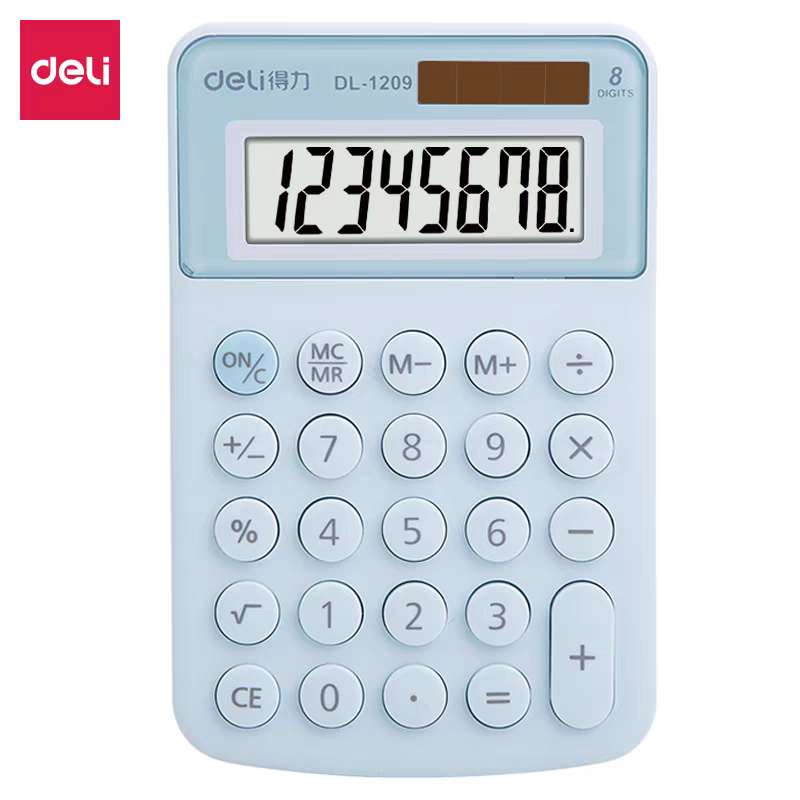 deli
deli得力 DL-1209 8
DIGITS
12345678.
ON/C MC/MR M− M+ ÷
+/− 7 8 9 ×
% 4 5 6 −
√ 1 2 3
+
CE 0 · =